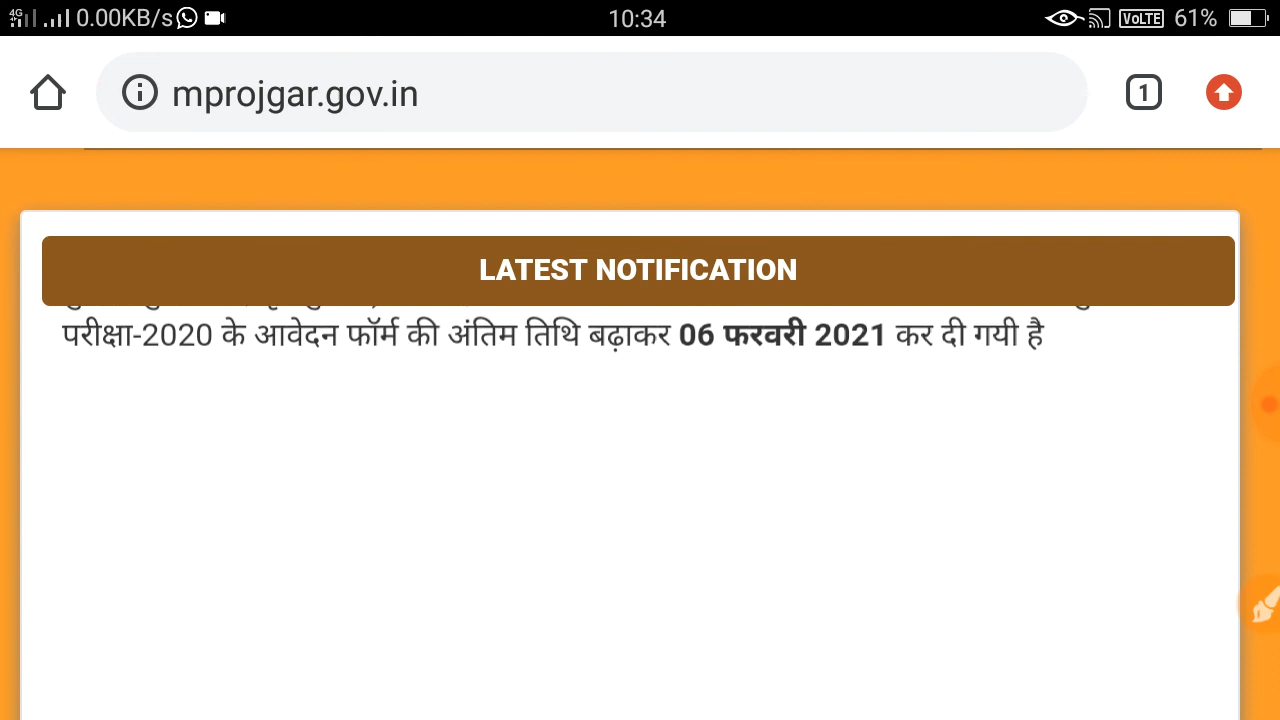 4G 0.00KB/s 10:34 VoLTE 61%
mprojgar.gov.in 1
LATEST NOTIFICATION
परीक्षा-2020 के आवेदन फॉर्म की अंतिम तिथि बढ़ाकर 06 फरवरी 2021 कर दी गयी है